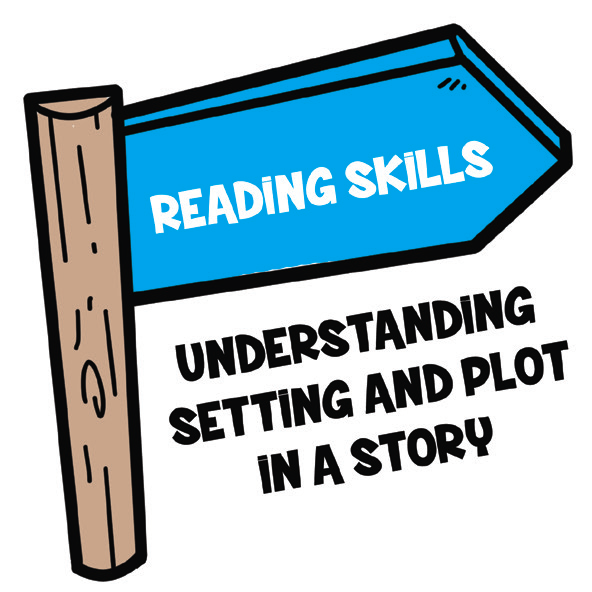 READING SKILLS
UNDERSTANDING
SETTING AND PLOT
IN A STORY